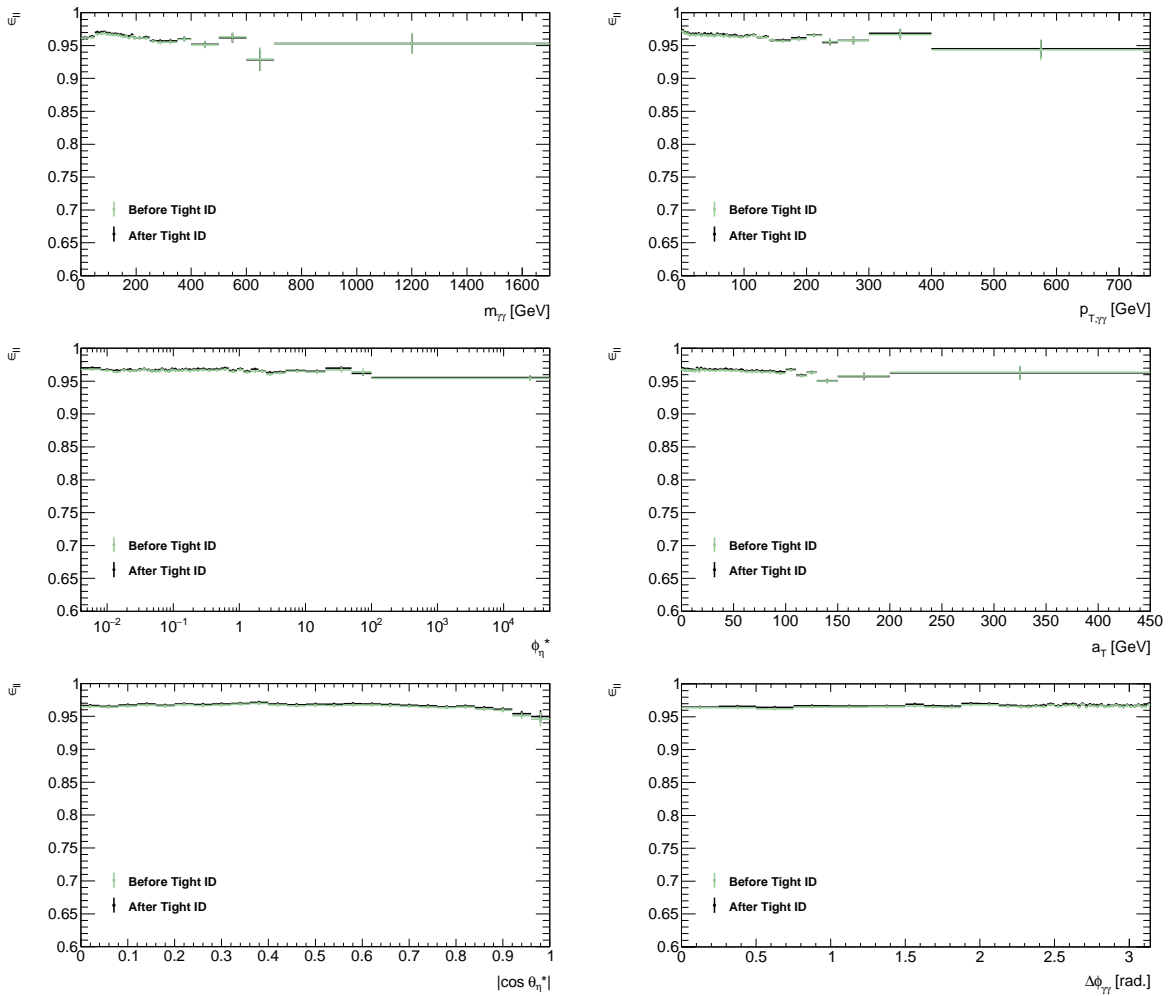 ϵ_II
1
0.95
0.9
0.85
0.8
0.75
0.7
0.65
0.6
Before Tight ID
After Tight ID
0 200 400 600 800 1000 1200 1400 1600
m_γγ [GeV]
ϵ_II
1
0.95
0.9
0.85
0.8
0.75
0.7
0.65
0.6
Before Tight ID
After Tight ID
0 100 200 300 400 500 600 700
p_T,γγ [GeV]
ϵ_II
1
0.95
0.9
0.85
0.8
0.75
0.7
0.65
0.6
Before Tight ID
After Tight ID
10⁻² 10⁻¹ 1 10 10² 10³ 10⁴
ϕ_η*
ϵ_II
1
0.95
0.9
0.85
0.8
0.75
0.7
0.65
0.6
Before Tight ID
After Tight ID
0 50 100 150 200 250 300 350 400 450
a_T [GeV]
ϵ_II
1
0.95
0.9
0.85
0.8
0.75
0.7
0.65
0.6
Before Tight ID
After Tight ID
0 0.1 0.2 0.3 0.4 0.5 0.6 0.7 0.8 0.9 1
|cos θ_η*|
ϵ_II
1
0.95
0.9
0.85
0.8
0.75
0.7
0.65
0.6
Before Tight ID
After Tight ID
0 0.5 1 1.5 2 2.5 3
Δϕ_γγ [rad.]